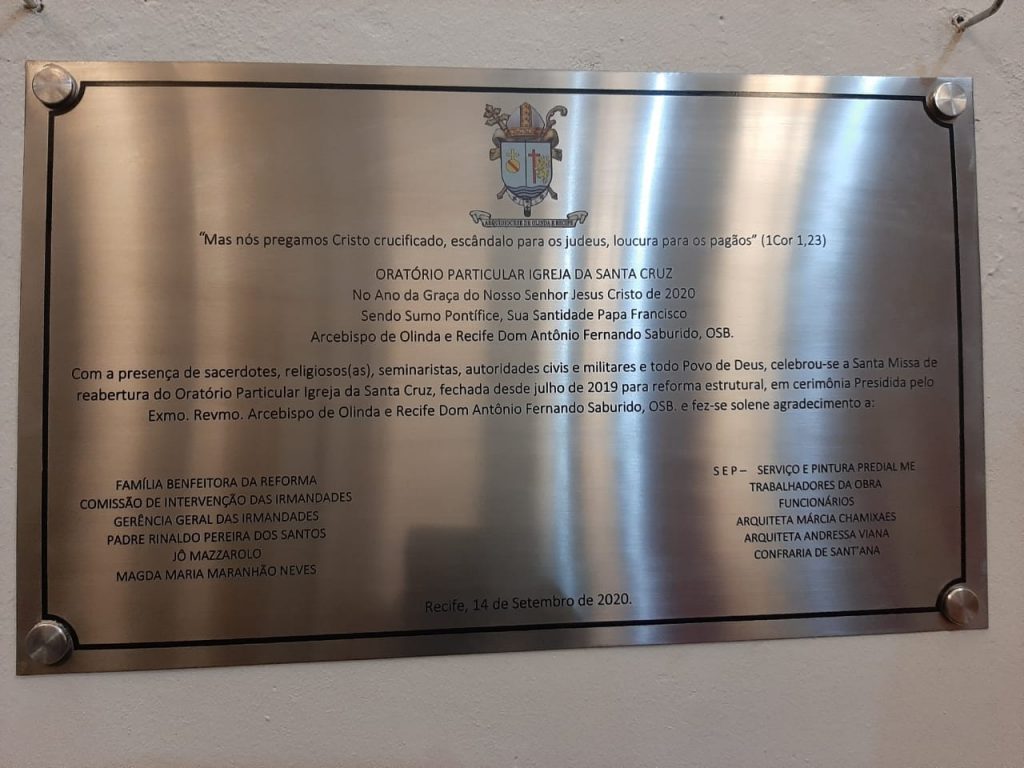 ARQUIDIOCESE DE OLINDA E RECIFE
"Mas nós pregamos Cristo crucificado, escândalo para os judeus, loucura para os pagãos" (1Cor 1,23)
ORATÓRIO PARTICULAR IGREJA DA SANTA CRUZ
No Ano da Graça do Nosso Senhor Jesus Cristo de 2020
Sendo Sumo Pontífice, Sua Santidade Papa Francisco
Arcebispo de Olinda e Recife Dom Antônio Fernando Saburido, OSB.
Com a presença de sacerdotes, religiosos(as), seminaristas, autoridades civis e militares e todo Povo de Deus, celebrou-se a Santa Missa de
reabertura do Oratório Particular Igreja da Santa Cruz, fechada desde julho de 2019 para reforma estrutural, em cerimônia Presidida pelo
Exmo. Revmo. Arcebispo de Olinda e Recife Dom Antônio Fernando Saburido, OSB. e fez-se solene agradecimento a:
FAMÍLIA BENFEITORA DA REFORMA
COMISSÃO DE INTERVENÇÃO DAS IRMANDADES
GERÊNCIA GERAL DAS IRMANDADES
PADRE RINALDO PEREIRA DOS SANTOS
JÔ MAZZAROLO
MAGDA MARIA MARANHÃO NEVES
S E P – SERVIÇO E PINTURA PREDIAL ME
TRABALHADORES DA OBRA
FUNCIONÁRIOS
ARQUITETA MÁRCIA CHAMIXAES
ARQUITETA ANDRESSA VIANA
CONFRARIA DE SANT'ANA
Recife, 14 de Setembro de 2020.